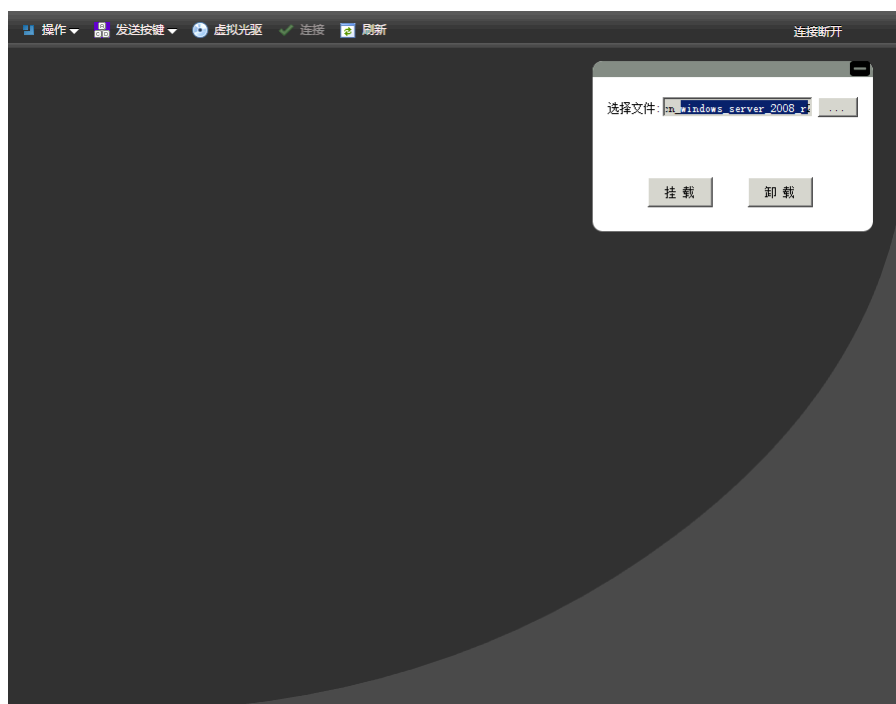 操作 发送按键 虚拟光驱 连接 刷新 连接断开
选择文件: n_windows_server_2008_r ...
挂 载 卸 载